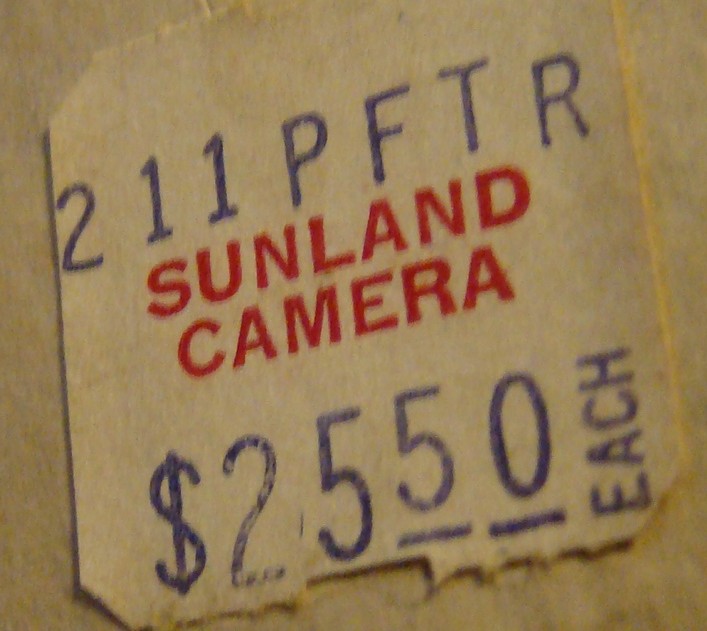 211PFTR
SUNLAND
CAMERA
$2550 EACH